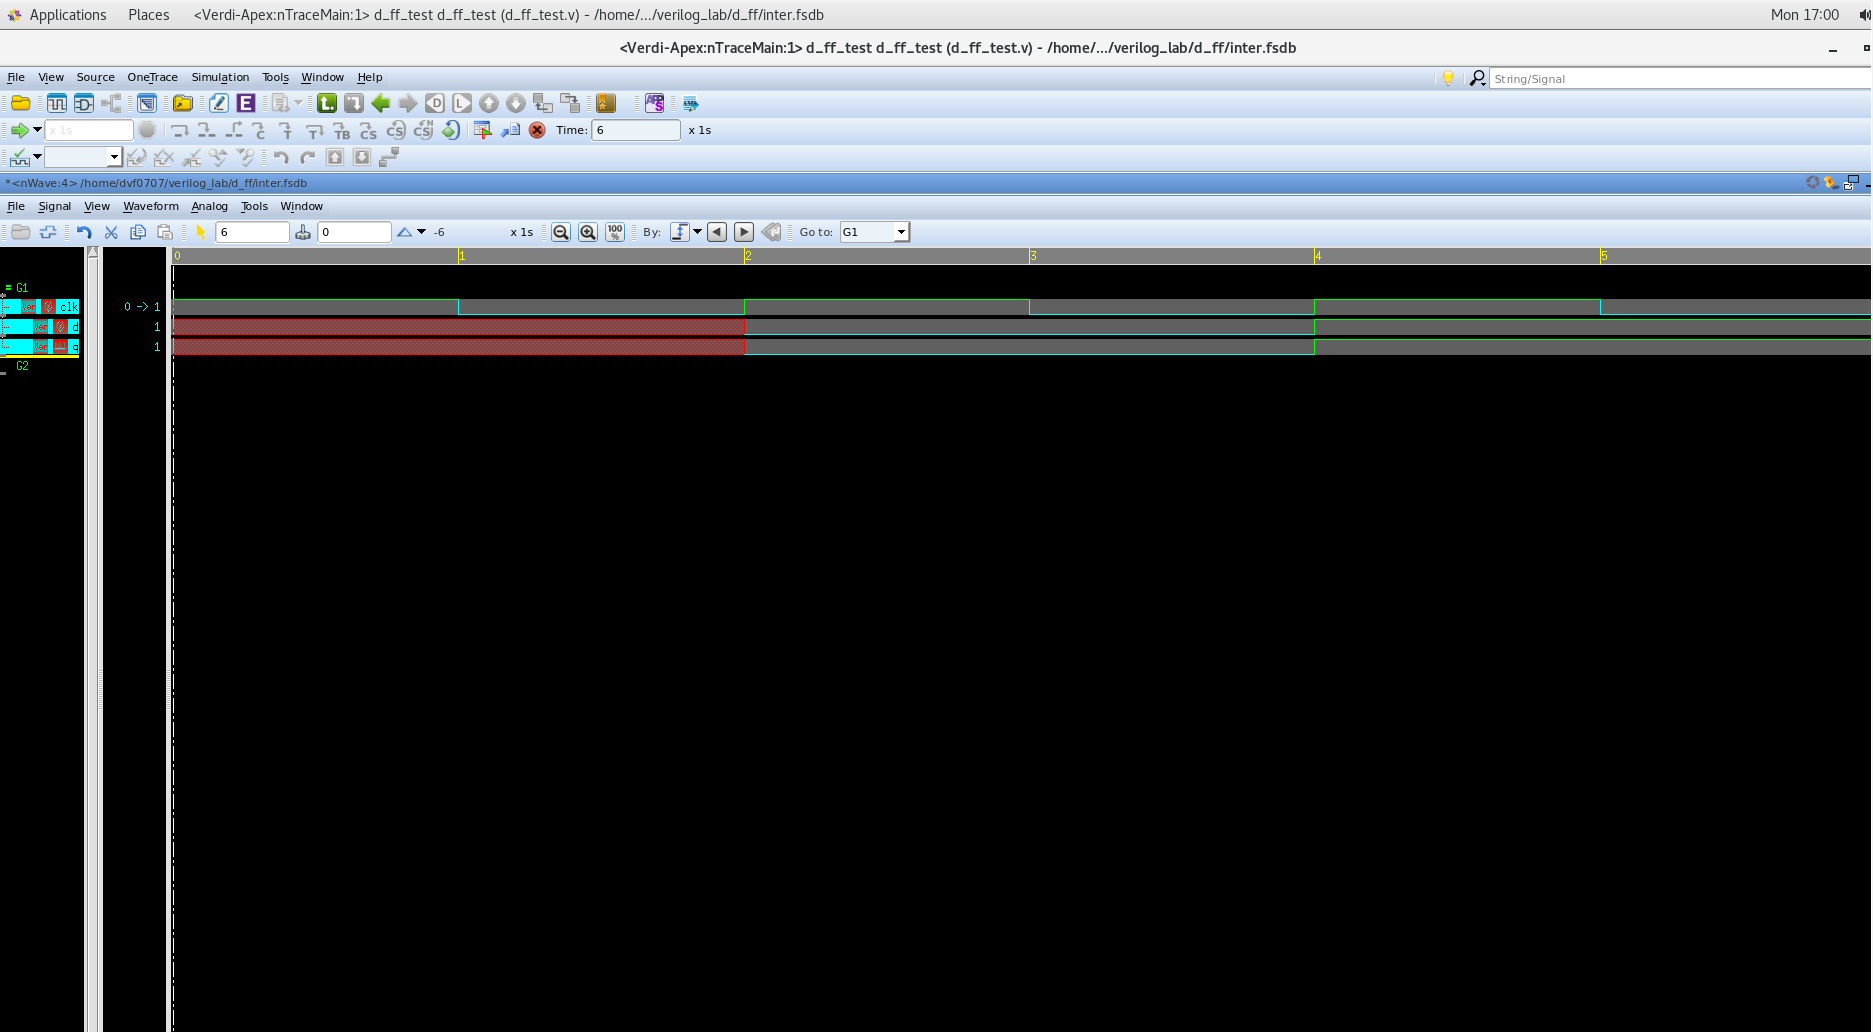 Applications Places <Verdi-Apex:nTraceMain:1> d_ff_test d_ff_test (d_ff_test.v) - /home/.../verilog_lab/d_ff/inter.fsdb Mon 17:00
<Verdi-Apex:nTraceMain:1> d_ff_test d_ff_test (d_ff_test.v) - /home/.../verilog_lab/d_ff/inter.fsdb
File View Source OneTrace Simulation Tools Window Help String/Signal
x 1s Time: 6 x 1s
*<nWave:4> /home/dvf0707/verilog_lab/d_ff/inter.fsdb
File Signal View Waveform Analog Tools Window
6 0 -6 x 1s 100 % By: Go to: G1
0 1 2 3 4 5
G1
clk 0 -> 1
d 1
q 1
G2